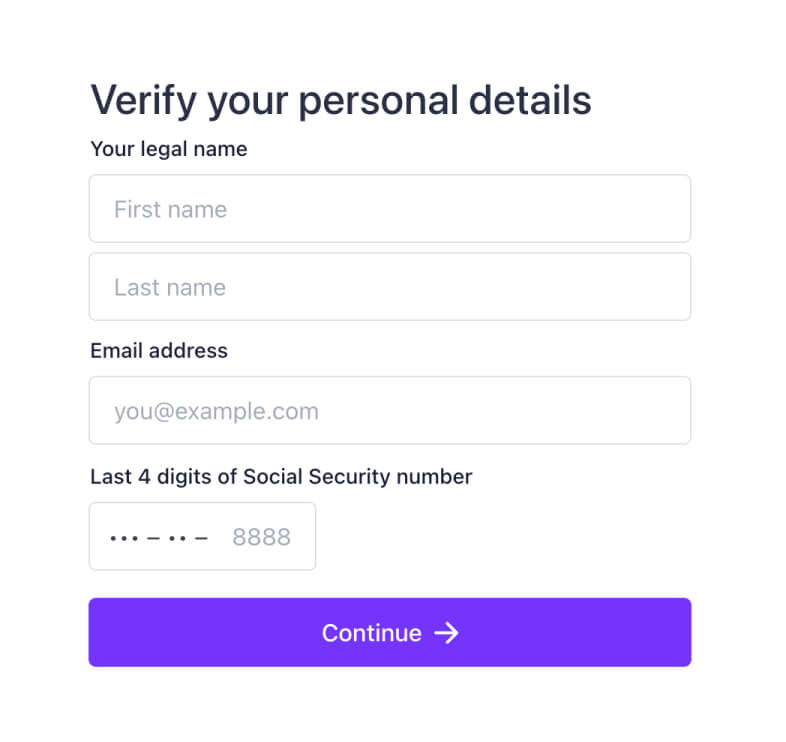 Verify your personal details
Your legal name
First name
Last name
Email address
you@example.com
Last 4 digits of Social Security number
••• – •• – 8888
Continue →